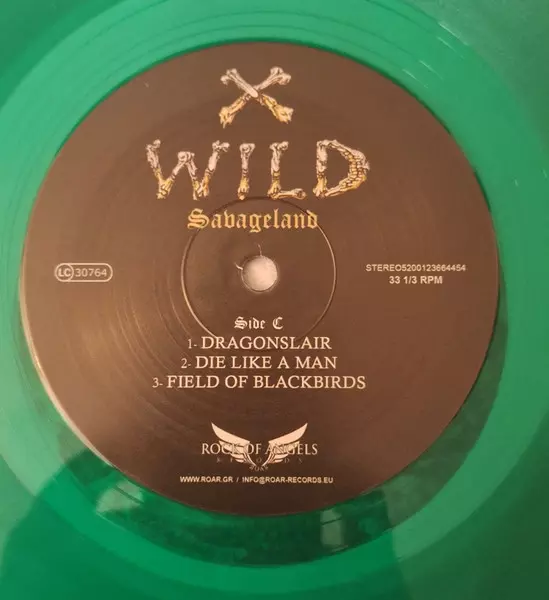 X
WILD
Savageland
LC 30764
STEREO5200123664454
33 1/3 RPM
Side C
1- DRAGONSLAIR
2- DIE LIKE A MAN
3- FIELD OF BLACKBIRDS
ROCK OF ANGELS
RECORDS
ROAR
WWW.ROAR.GR / INFO@ROAR-RECORDS.EU